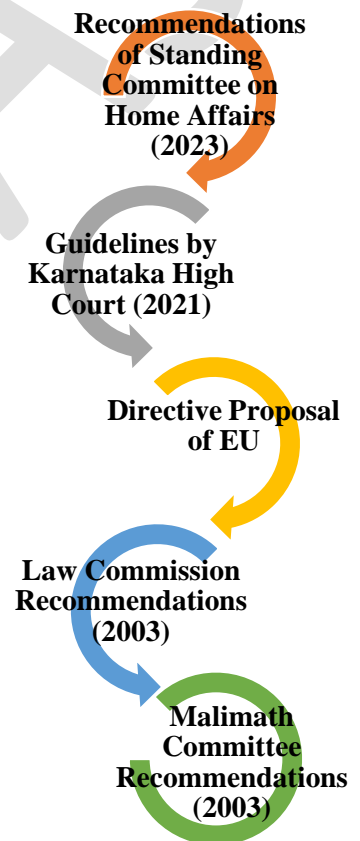 Recommendations
of Standing
Committee on
Home Affairs
(2023)
Guidelines by
Karnataka High
Court (2021)
Directive Proposal
of EU
Law Commission
Recommendations
(2003)
Malimath
Committee
Recommendations
(2003)